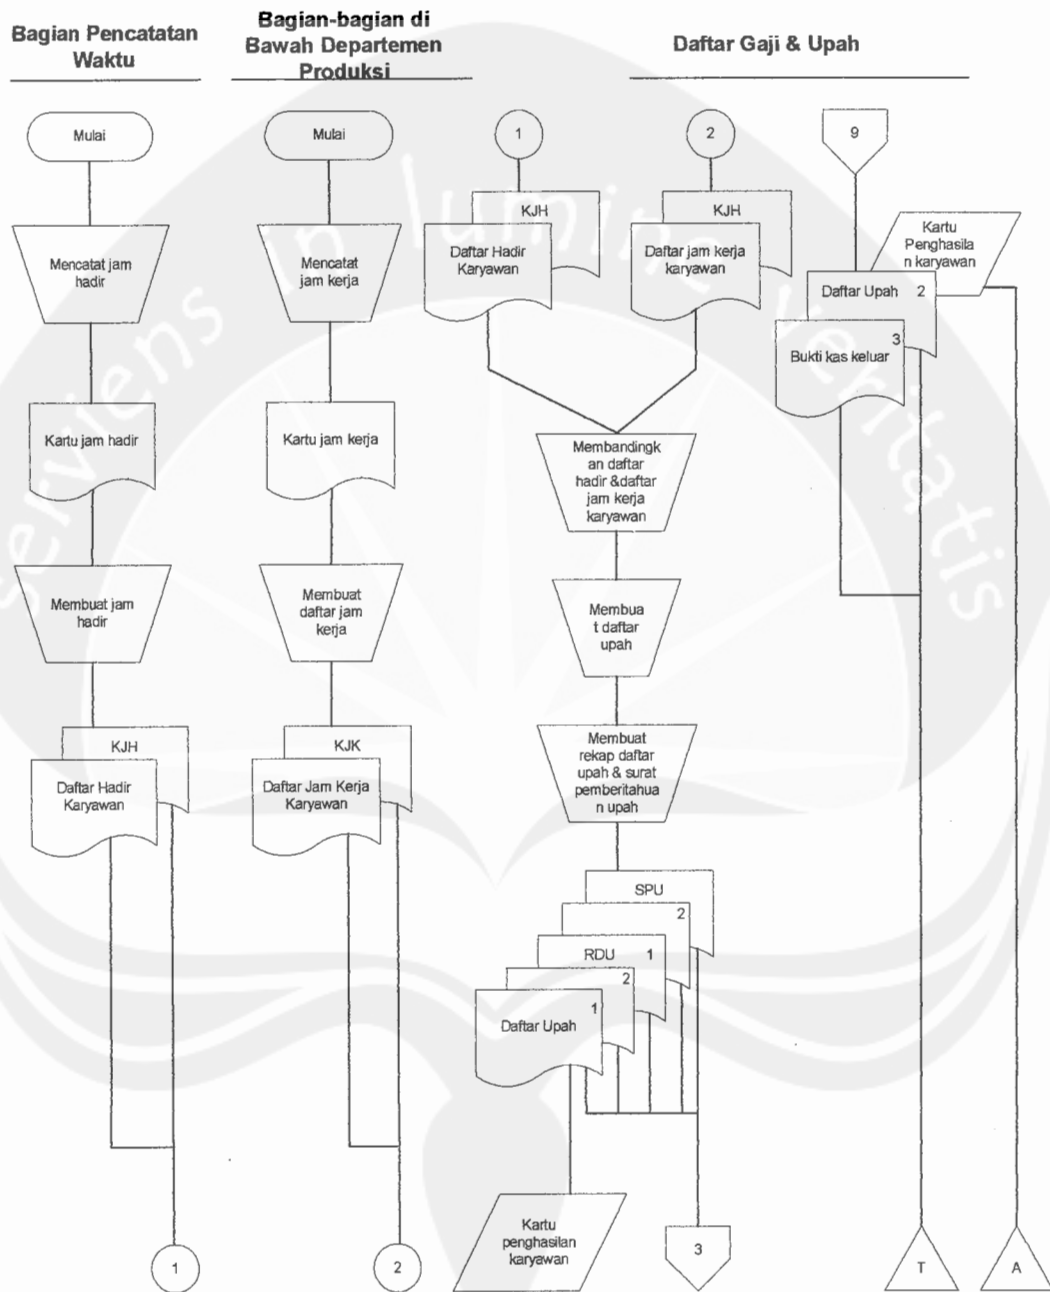 Bagian Pencatatan
Waktu
Bagian-bagian di
Bawah Departemen
Produksi
Daftar Gaji & Upah
Mulai
Mencatat jam
hadir
Kartu jam hadir
Membuat jam
hadir
KJH
Daftar Hadir
Karyawan
1
Mulai
Mencatat
jam kerja
Kartu jam kerja
Membuat
daftar jam
kerja
KJK
Daftar Jam Kerja
Karyawan
2
1
KJH
Daftar Hadir
Karyawan
2
KJH
Daftar jam kerja
karyawan
Membandingk
an daftar
hadir &daftar
jam kerja
karyawan
Membua
t daftar
upah
Membuat
rekap daftar
upah & surat
pemberitahua
n upah
SPU
2
RDU 1
2
1
Daftar Upah
Kartu
penghasilan
karyawan
3
9
Kartu
Penghasila
n karyawan
Daftar Upah 2
3
Bukti kas keluar
T
A
serviens in lumine veritatis